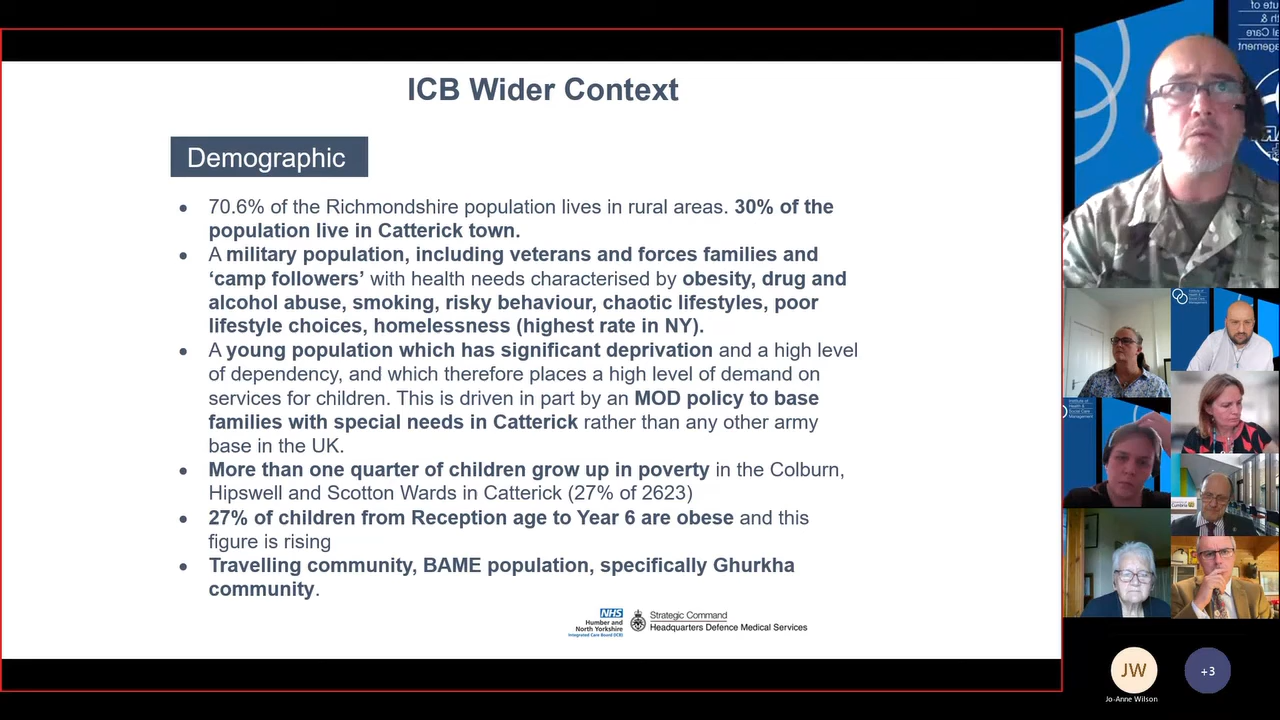 ICB Wider Context
Demographic
● 70.6% of the Richmondshire population lives in rural areas. 30% of the
population live in Catterick town.
● A military population, including veterans and forces families and
‘camp followers’ with health needs characterised by obesity, drug and
alcohol abuse, smoking, risky behaviour, chaotic lifestyles, poor
lifestyle choices, homelessness (highest rate in NY).
● A young population which has significant deprivation and a high level
of dependency, and which therefore places a high level of demand on
services for children. This is driven in part by an MOD policy to base
families with special needs in Catterick rather than any other army
base in the UK.
● More than one quarter of children grow up in poverty in the Colburn,
Hipswell and Scotton Wards in Catterick (27% of 2623)
● 27% of children from Reception age to Year 6 are obese and this
figure is rising
● Travelling community, BAME population, specifically Ghurkha
community.
NHS
Humber and
North Yorkshire
Integrated Care Board (ICB)
Strategic Command
Headquarters Defence Medical Services
JW
Jo-Anne Wilson
+3